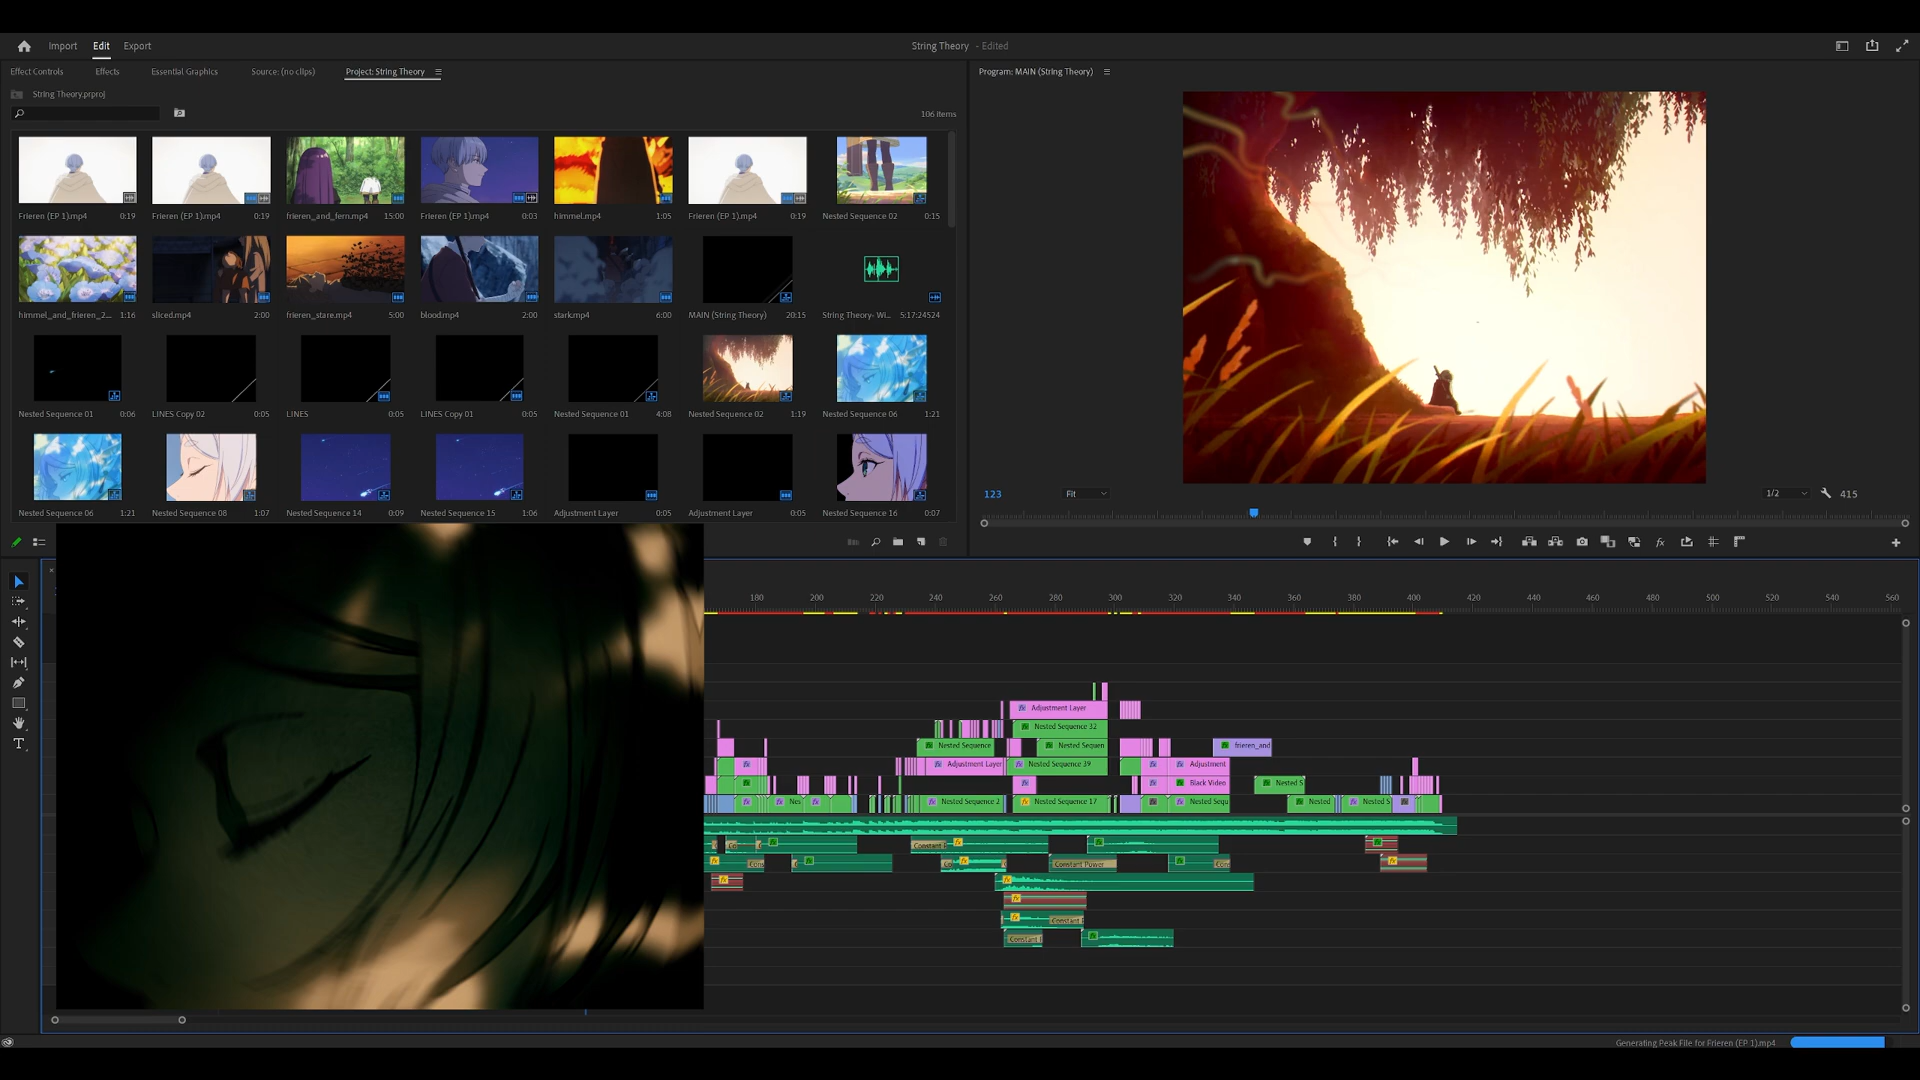 Import Edit Export
String Theory - Edited
Effect Controls Effects Essential Graphics Source: (no clips) Project: String Theory
Program: MAIN (String Theory)
String Theory.prproj
106 items
Frieren (EP 1).mp4 0:19 Frieren (EP 1).mp4 0:19 frieren_and_fern.mp4 15:00 Frieren (EP 1).mp4 0:03 himmel.mp4 1:05 Frieren (EP 1).mp4 0:19 Nested Sequence 02 0:15
himmel_and_frieren_2... 1:16 sliced.mp4 2:00 frieren_stare.mp4 5:00 blood.mp4 2:00 stark.mp4 6:00 MAIN (String Theory) 20:15 String Theory- Wi... 5:17:24524
Nested Sequence 01 0:06 LINES Copy 02 0:05 LINES 0:05 LINES Copy 01 0:05 Nested Sequence 01 4:08 Nested Sequence 02 1:19 Nested Sequence 06 1:21
Nested Sequence 06 1:21 Nested Sequence 08 1:07 Nested Sequence 14 0:09 Nested Sequence 15 1:06 Adjustment Layer 0:05 Adjustment Layer 0:05 Nested Sequence 16 0:07
123 Fit 1/2 415
180 200 220 240 260 280 300 320 340 360 380 400 420 440 460 480 500 520 540 560
Adjustment Layer
Nested Sequence 32
Nested Sequence Nested Sequen frieren_and
Adjustment Layer Nested Sequence 39 Adjustment
Black Video Nested S
Nes Nested Sequence 2 Nested Sequence 17 Nested Sequ Nested Nested S
Constant
Constant Power
Constant
Constant
Generating Peak File for Frieren (EP 1).mp4